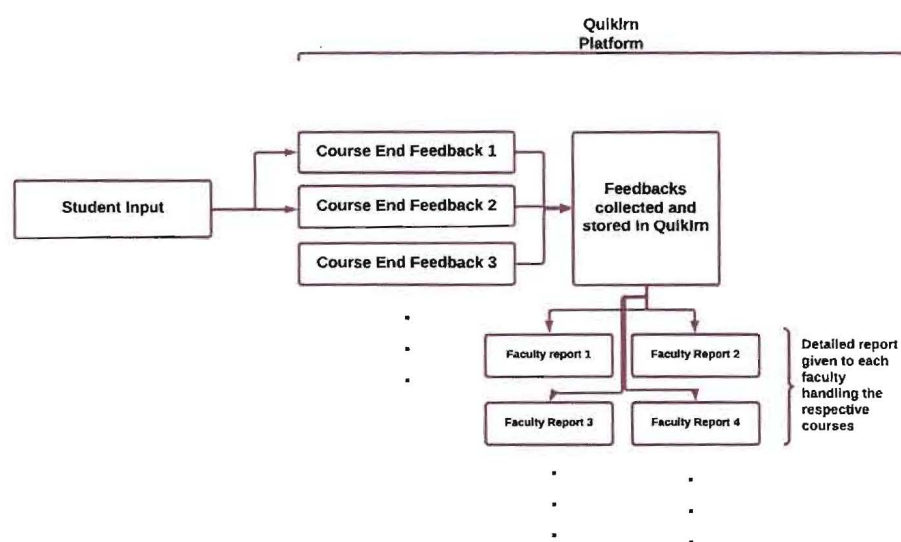 Quiklrn
Platform
Course End Feedback 1
Student Input
Course End Feedback 2
Feedbacks
collected and
stored in Quiklrn
Course End Feedback 3
Faculty report 1
Faculty Report 2
Detailed report
given to each
faculty
handling the
respective
courses
Faculty Report 3
Faculty Report 4